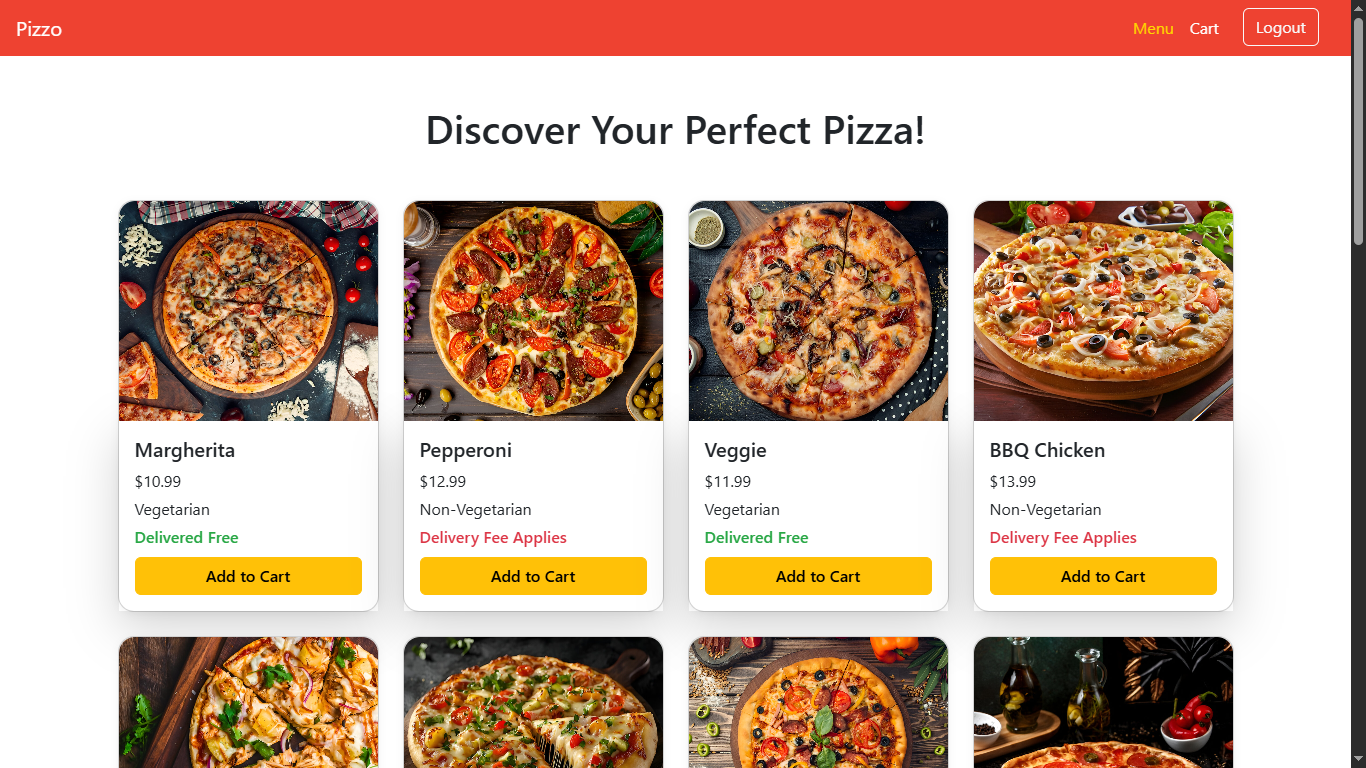 Pizzo
Menu Cart Logout
Discover Your Perfect Pizza!
Margherita
$10.99
Vegetarian
Delivered Free
Add to Cart
Pepperoni
$12.99
Non-Vegetarian
Delivery Fee Applies
Add to Cart
Veggie
$11.99
Vegetarian
Delivered Free
Add to Cart
BBQ Chicken
$13.99
Non-Vegetarian
Delivery Fee Applies
Add to Cart